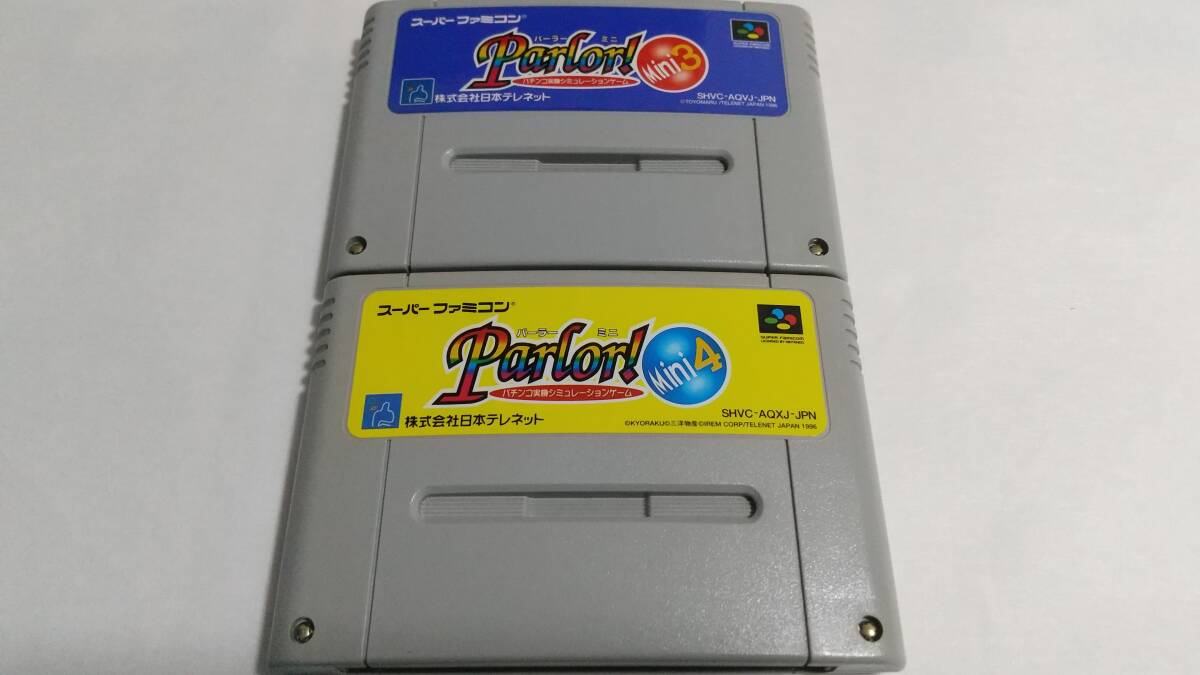 スーパー ファミコン®
パーラー ミニ
Parlor! Mini 3
パチンコ実機シミュレーションゲーム
株式会社日本テレネット
SHVC-AQVJ-JPN
©TOYOMARU /TELENET JAPAN 1996
スーパー ファミコン®
パーラー ミニ
Parlor! Mini 4
パチンコ実機シミュレーションゲーム
株式会社日本テレネット
SUPER FAMICOM
LICENSED BY NINTENDO
SHVC-AQXJ-JPN
©KYORAKU©三洋物産©IREM CORP/TELENET JAPAN 1996